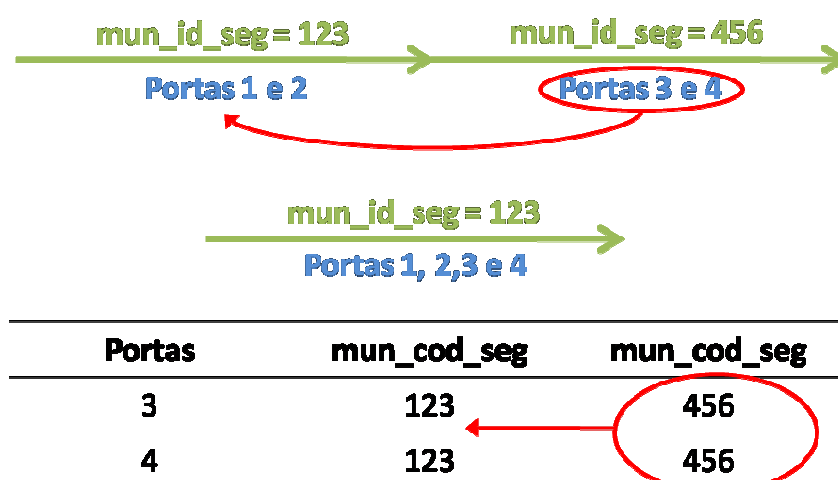 mun_id_seg = 123 mun_id_seg = 456
Portas 1 e 2 Portas 3 e 4
mun_id_seg = 123
Portas 1, 2,3 e 4
Portas mun_cod_seg mun_cod_seg
3 123 456
4 123 456